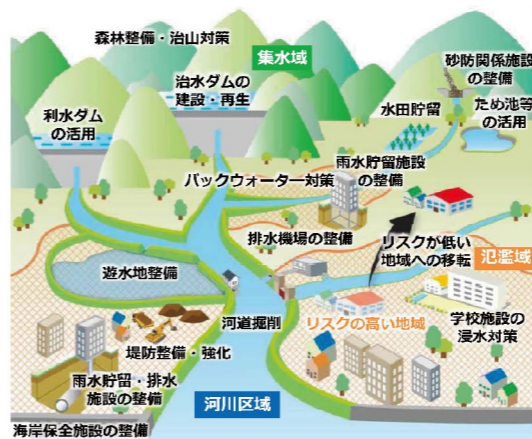 森林整備・治山対策
集水域
砂防関係施設
の整備
治水ダムの
建設・再生
水田貯留
ため池等
の活用
利水ダム
の活用
雨水貯留施設
の整備
バックウォーター対策
排水機場の整備
リスクが低い
地域への移転
氾濫域
遊水地整備
リスクの高い地域
学校施設の
浸水対策
河道掘削
堤防整備・強化
雨水貯留・排水
施設の整備
河川区域
海岸保全施設の整備